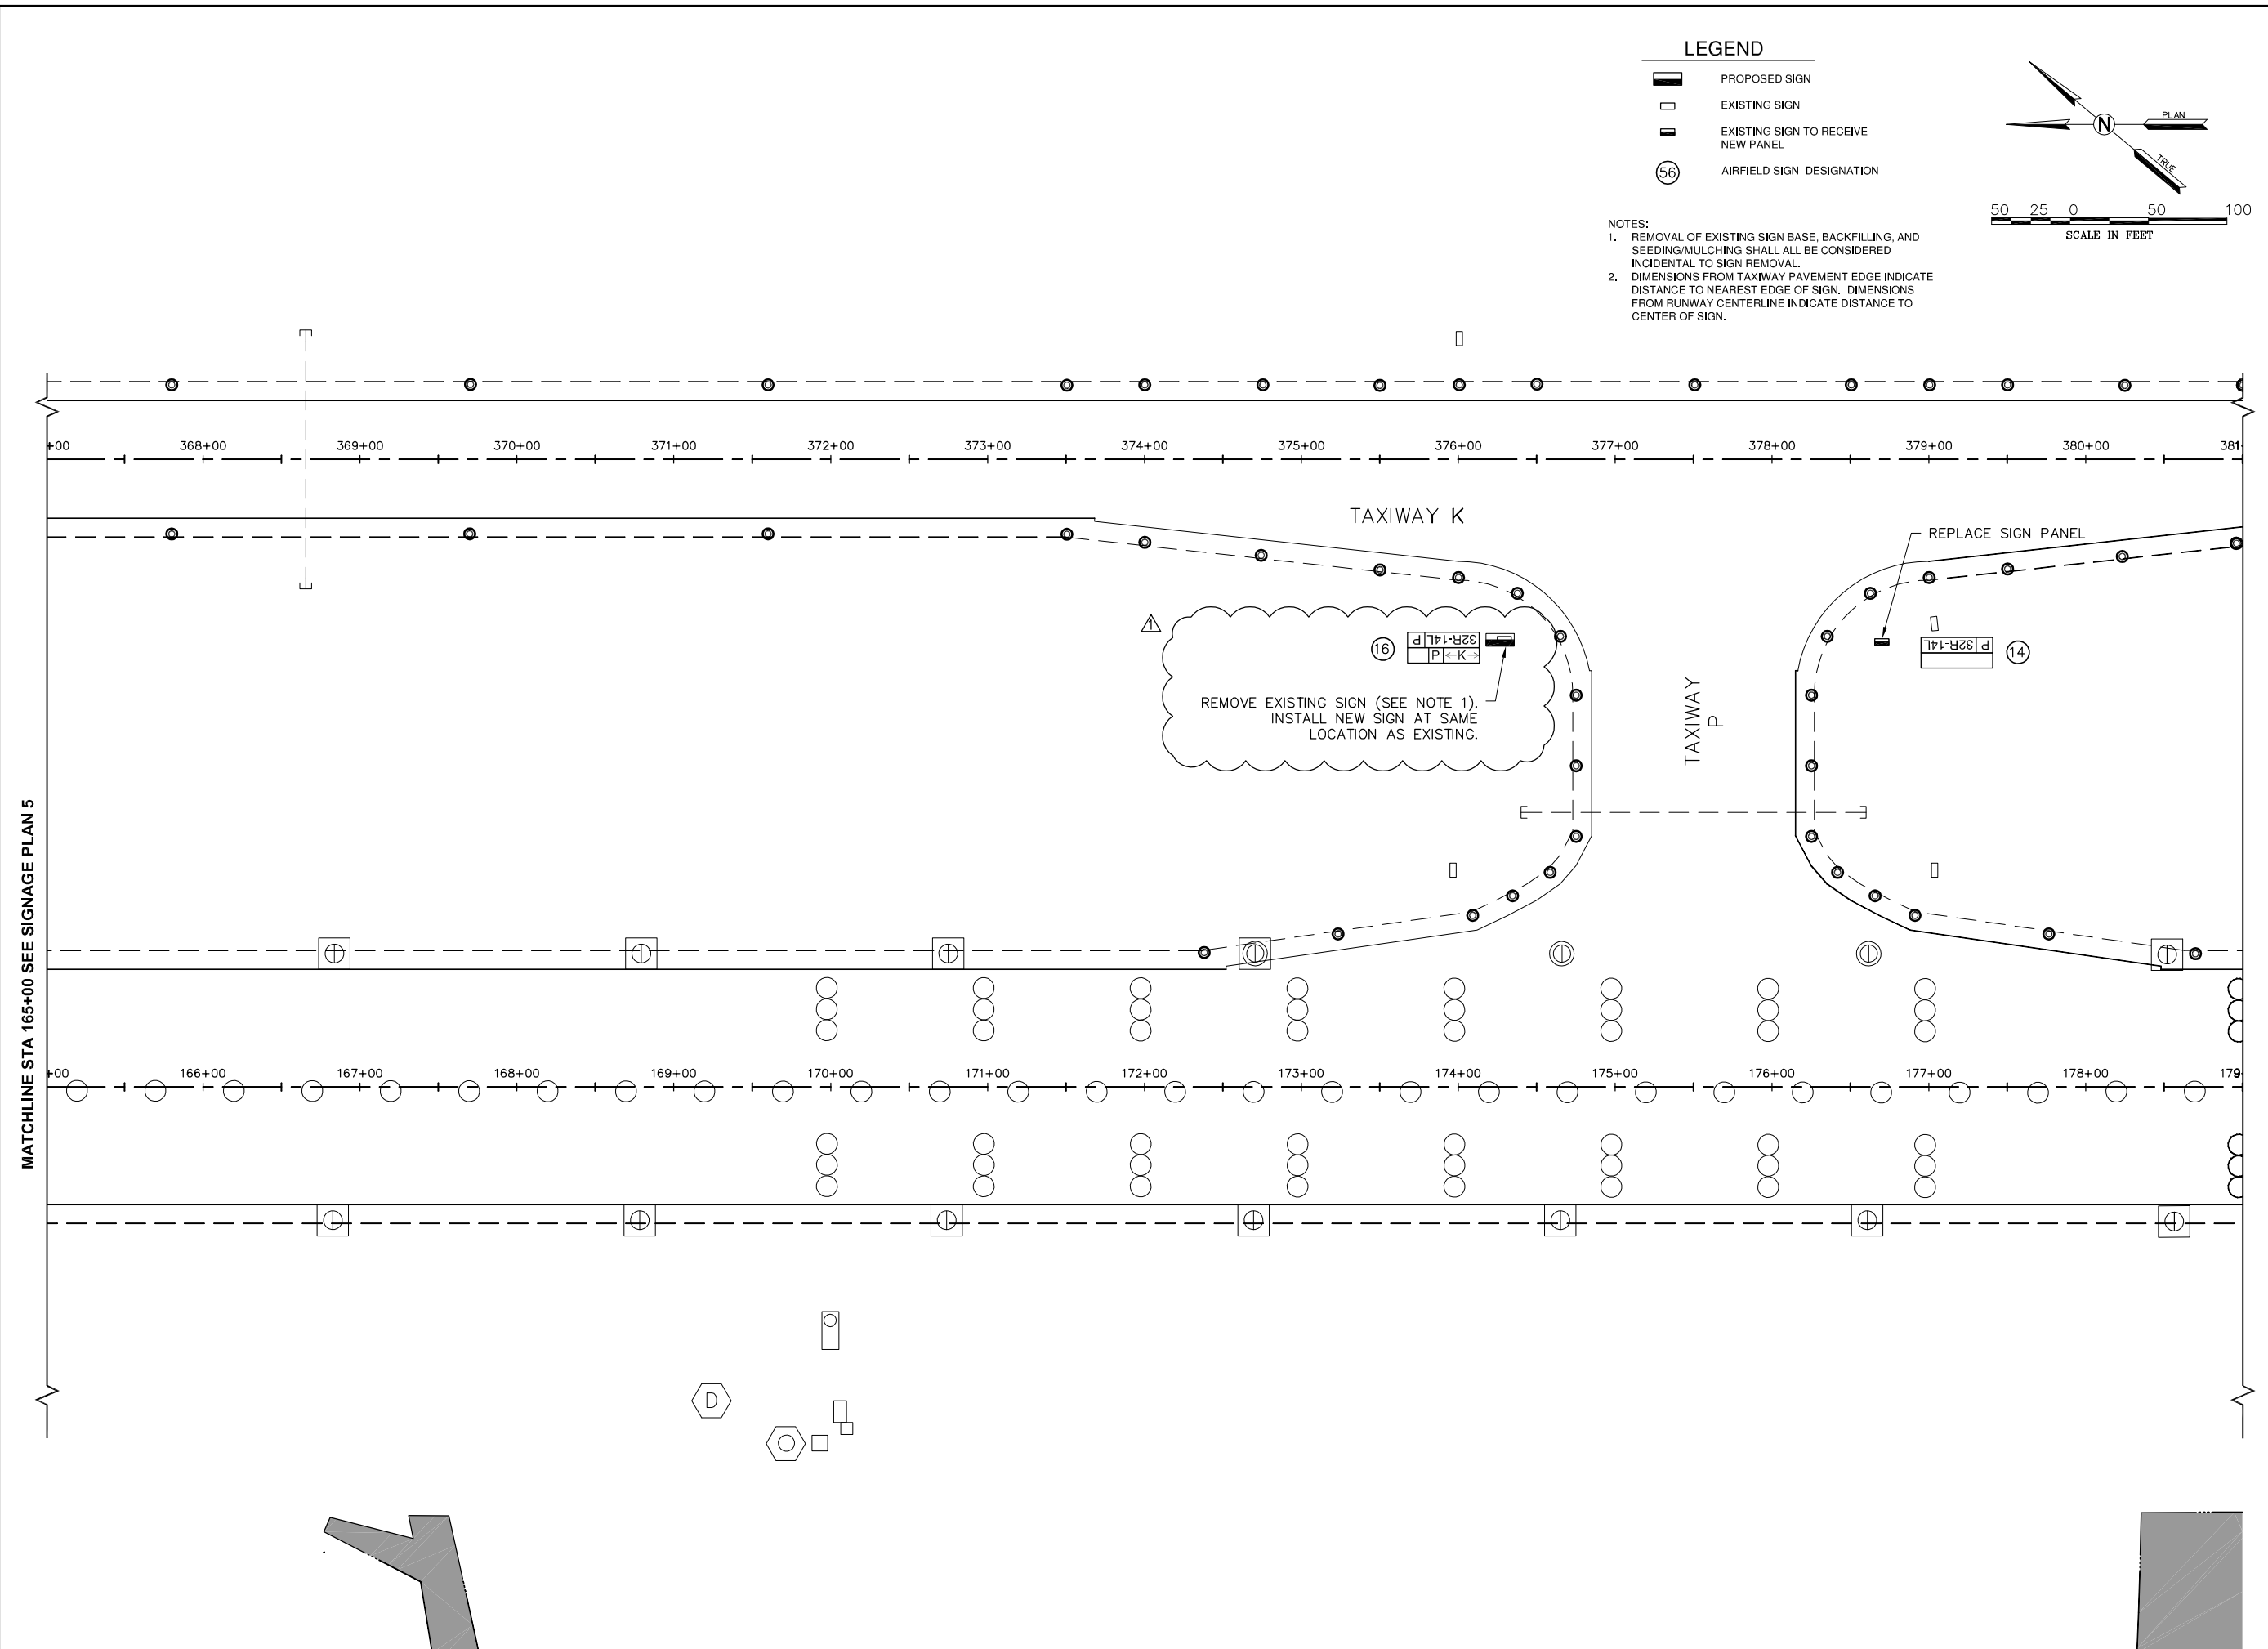 LEGEND
PROPOSED SIGN
EXISTING SIGN
EXISTING SIGN TO RECEIVE
NEW PANEL
56
AIRFIELD SIGN DESIGNATION
N
PLAN
TRUE
50 25 0 50 100
SCALE IN FEET
NOTES:
1. REMOVAL OF EXISTING SIGN BASE, BACKFILLING, AND
SEEDING/MULCHING SHALL ALL BE CONSIDERED
INCIDENTAL TO SIGN REMOVAL.
2. DIMENSIONS FROM TAXIWAY PAVEMENT EDGE INDICATE
DISTANCE TO NEAREST EDGE OF SIGN. DIMENSIONS
FROM RUNWAY CENTERLINE INDICATE DISTANCE TO
CENTER OF SIGN.
+00 368+00 369+00 370+00 371+00 372+00 373+00 374+00 375+00 376+00 377+00 378+00 379+00 380+00 381
TAXIWAY K
REPLACE SIGN PANEL
1
16
32R-14L P
P ←K→
REMOVE EXISTING SIGN (SEE NOTE 1).
INSTALL NEW SIGN AT SAME
LOCATION AS EXISTING.
TAXIWAY
P
P 32R-14L
14
MATCHLINE STA 165+00 SEE SIGNAGE PLAN 5
+00 166+00 167+00 168+00 169+00 170+00 171+00 172+00 173+00 174+00 175+00 176+00 177+00 178+00 179
D